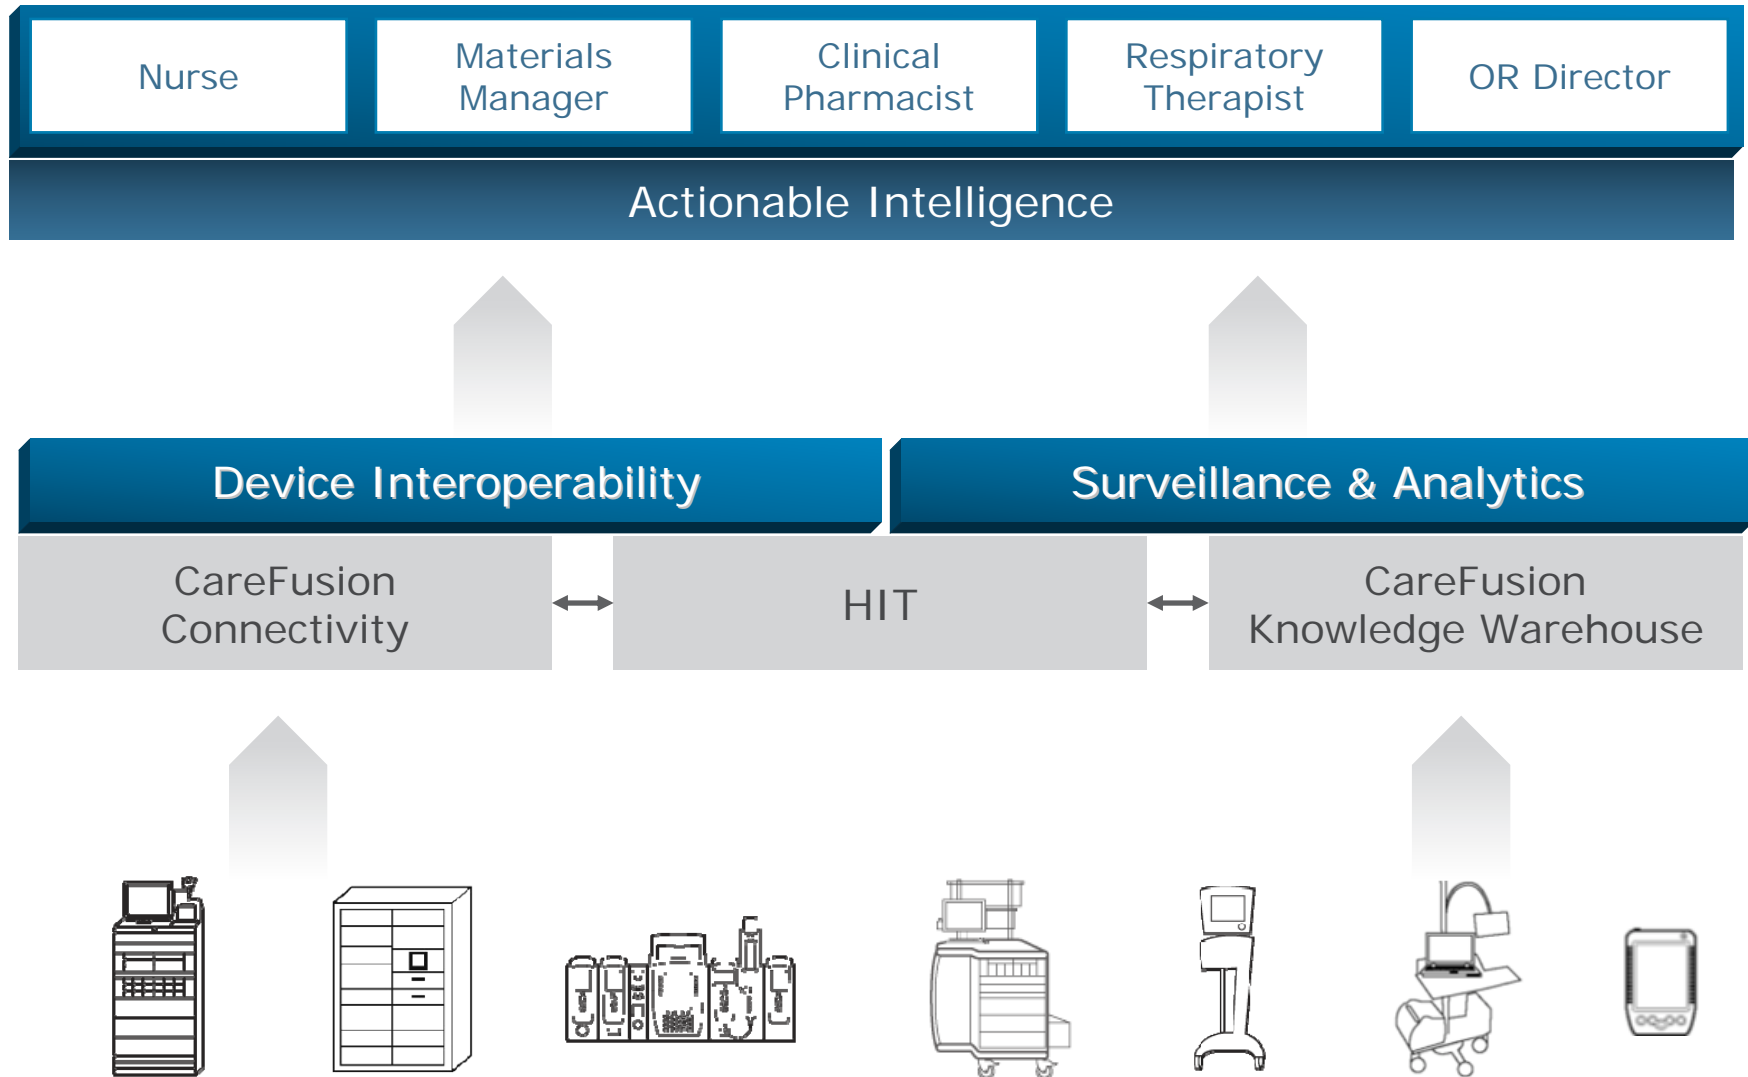 Nurse
Materials
Manager
Clinical
Pharmacist
Respiratory
Therapist
OR Director
Actionable Intelligence
Device Interoperability
Surveillance & Analytics
CareFusion
Connectivity
HIT
CareFusion
Knowledge Warehouse